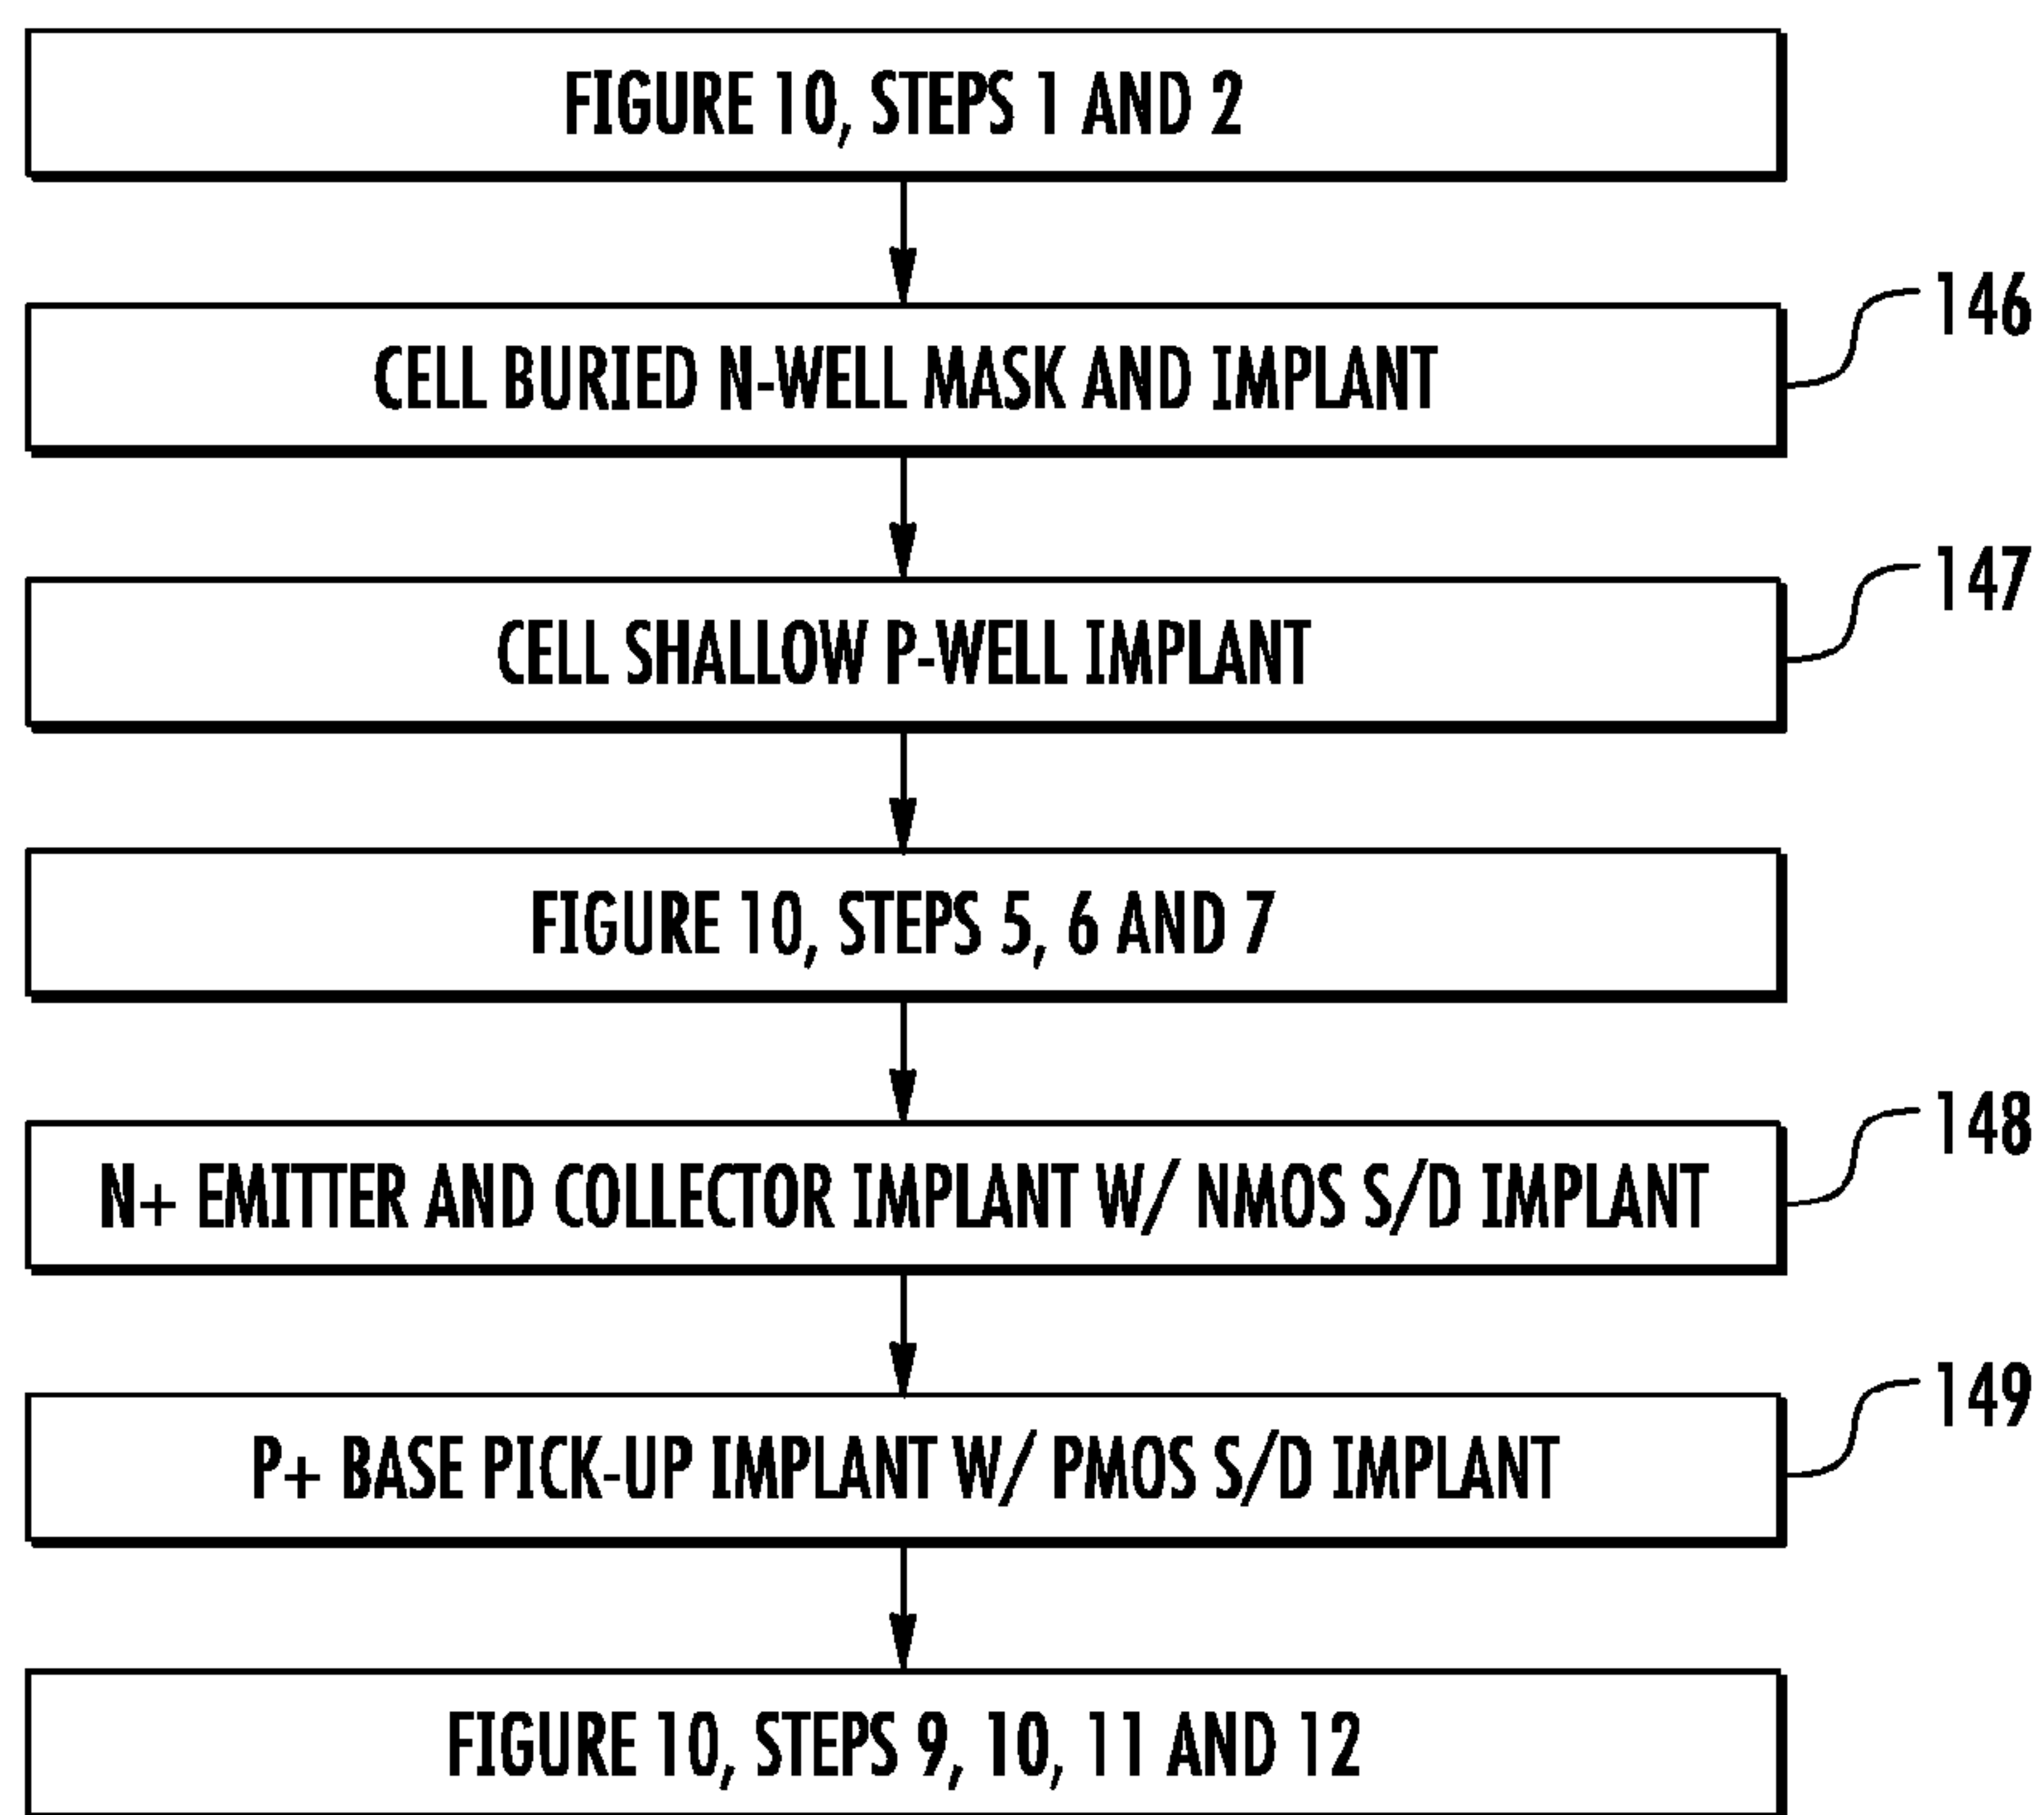 FIGURE 10, STEPS 1 AND 2
146
CELL BURIED N-WELL MASK AND IMPLANT
147
CELL SHALLOW P-WELL IMPLANT
FIGURE 10, STEPS 5, 6 AND 7
148
N+ EMITTER AND COLLECTOR IMPLANT W/ NMOS S/D IMPLANT
149
P+ BASE PICK-UP IMPLANT W/ PMOS S/D IMPLANT
FIGURE 10, STEPS 9, 10, 11 AND 12